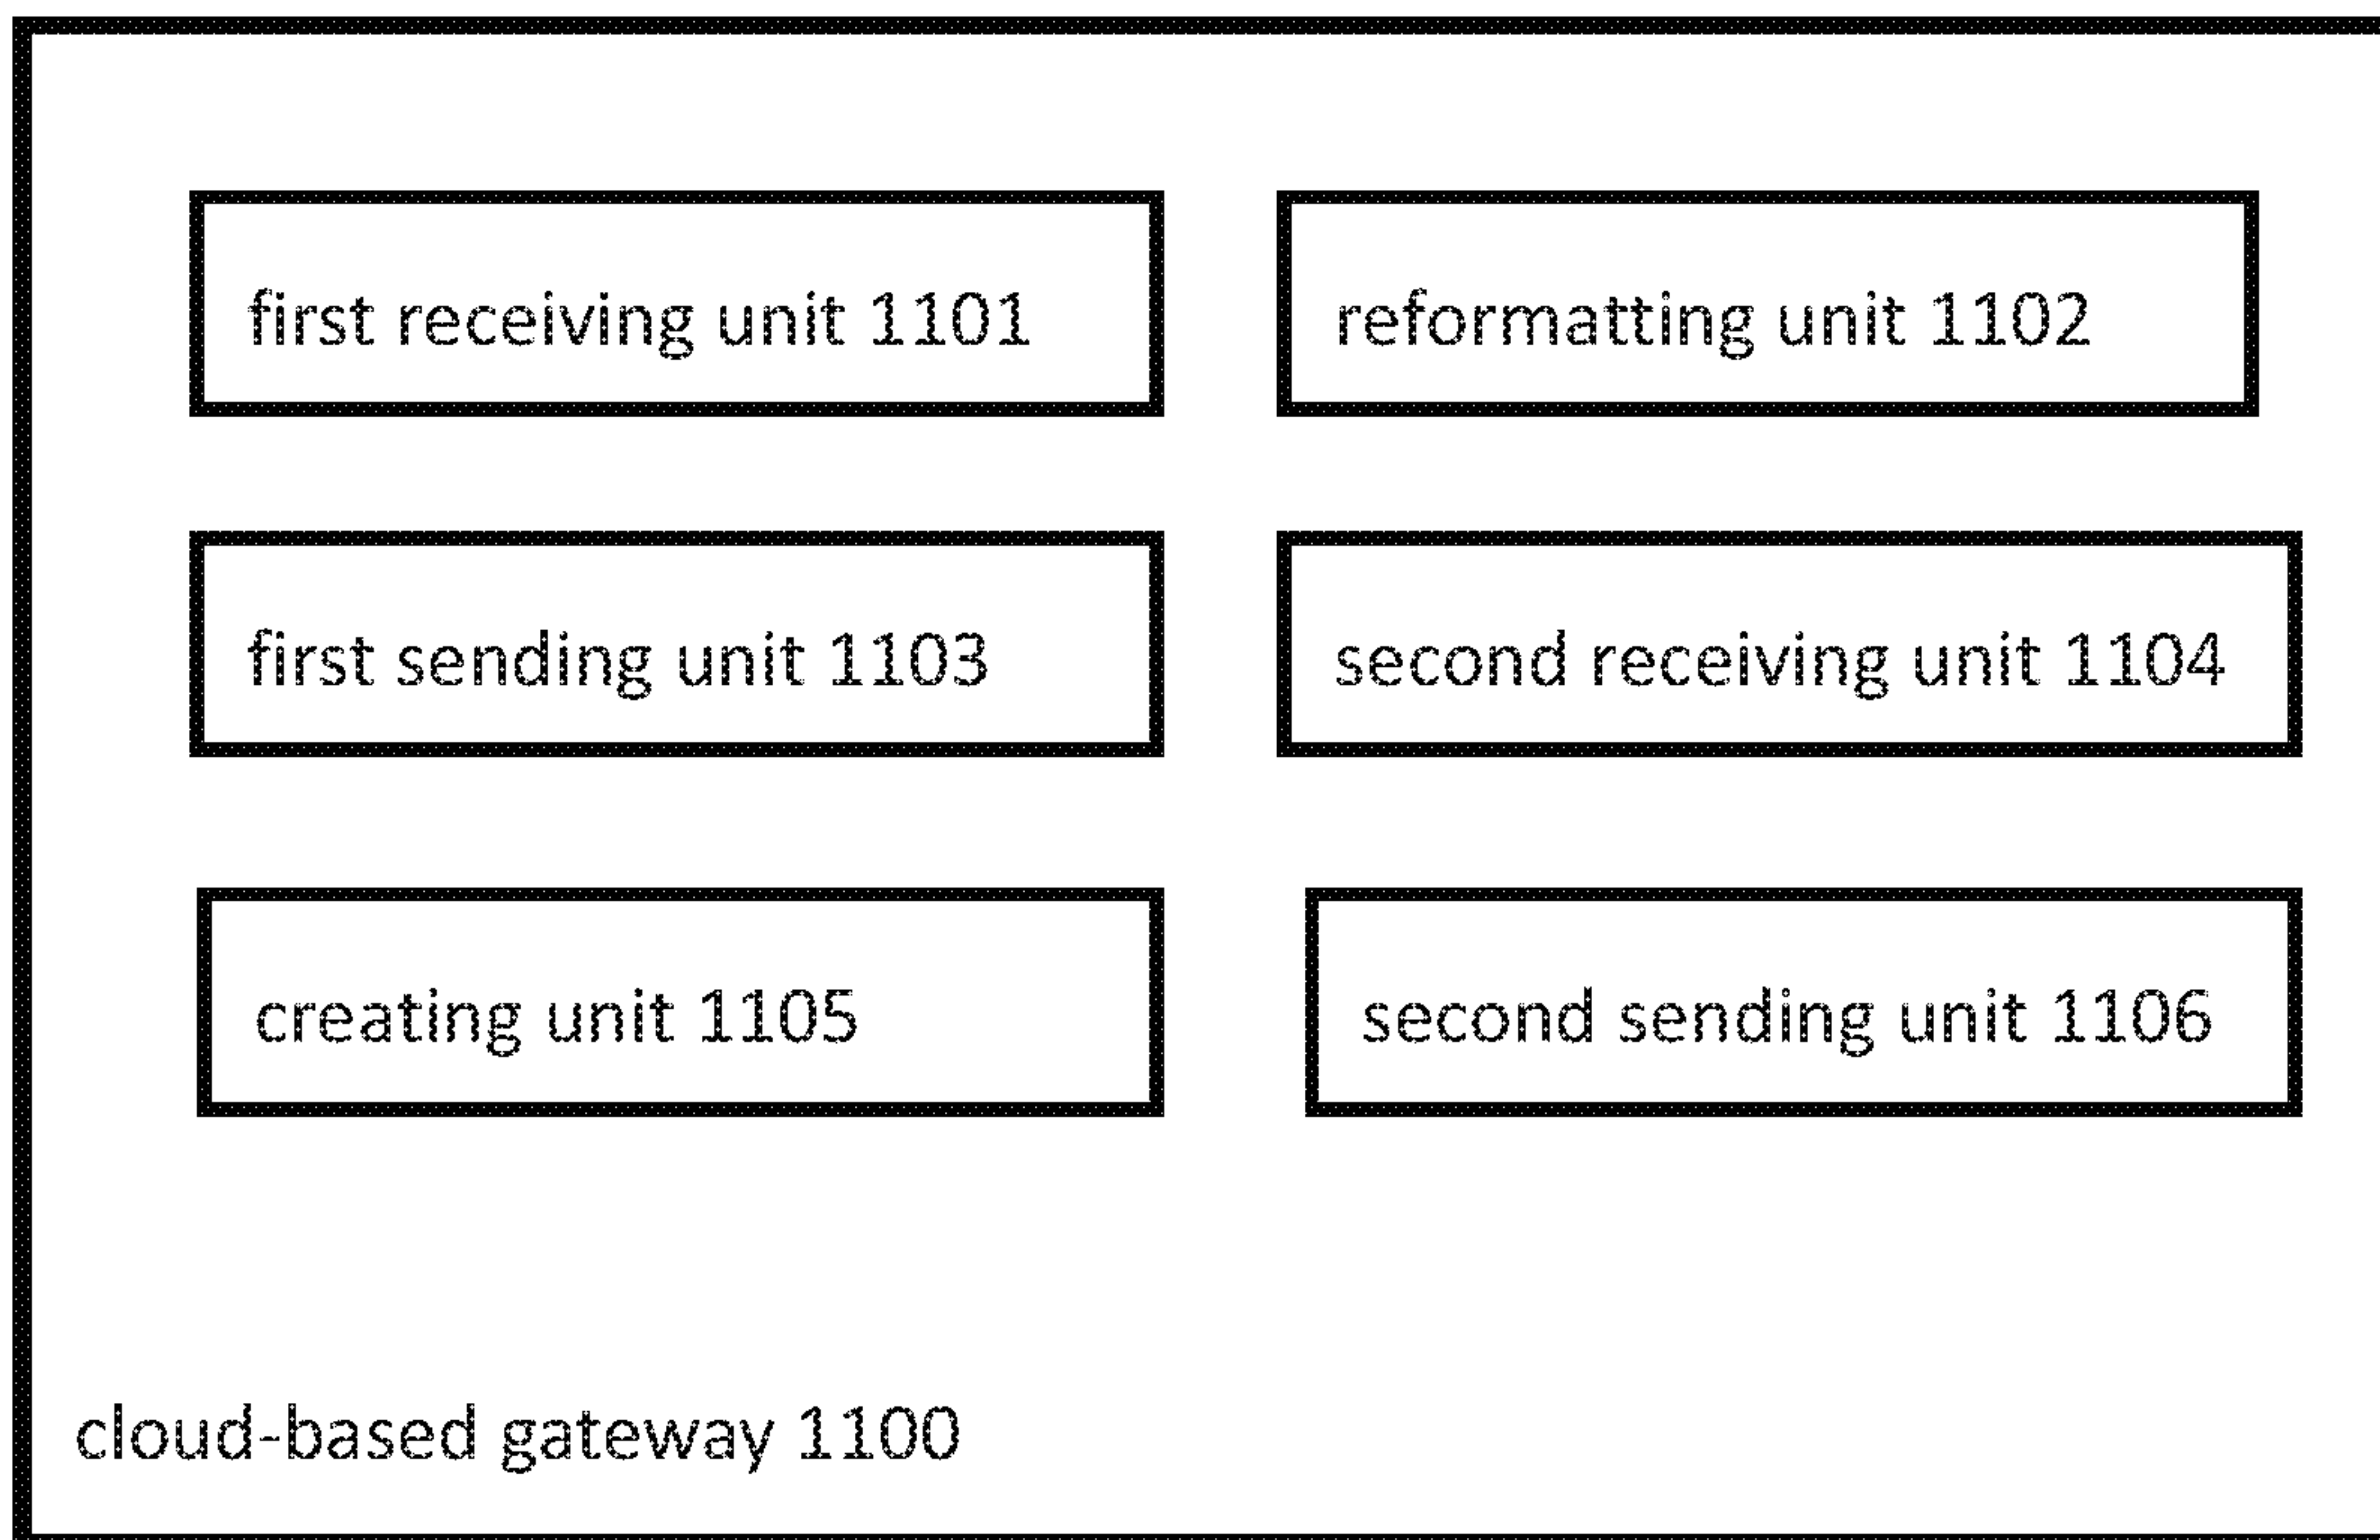 first receiving unit 1101
reformatting unit 1102
first sending unit 1103
second receiving unit 1104
creating unit 1105
second sending unit 1106
cloud-based gateway 1100